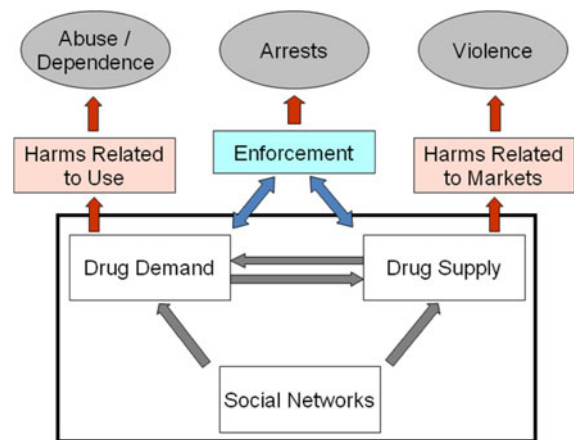 Abuse /
Dependence
Arrests
Violence
Harms Related
to Use
Enforcement
Harms Related
to Markets
Drug Demand
Drug Supply
Social Networks